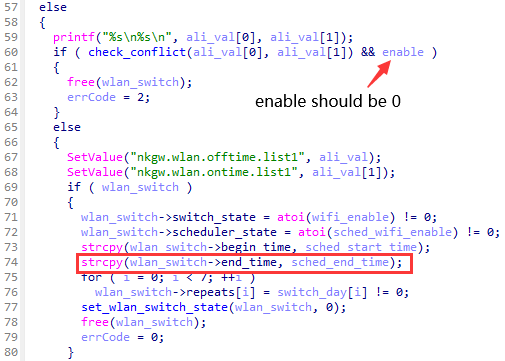 57 else
58 {
59 printf("%s\n%s\n", ali_val[0], ali_val[1]);
60 if ( check_conflict(ali_val[0], ali_val[1]) && enable )
61 {
62 free(wlan_switch);
63 errCode = 2;
64 }
enable should be 0
65 else
66 {
67 SetValue("nkgw.wlan.offtime.list1", ali_val);
68 SetValue("nkgw.wlan.ontime.list1", ali_val[1]);
69 if ( wlan_switch )
70 {
71 wlan_switch->switch_state = atoi(wifi_enable) != 0;
72 wlan_switch->scheduler_state = atoi(sched_wifi_enable) != 0;
73 strcpy(wlan_switch->begin_time, sched_start_time);
74 strcpy(wlan_switch->end_time, sched_end_time);
75 for ( i = 0; i < 7; ++i )
76 wlan_switch->repeats[i] = switch_day[i] != 0;
77 set_wlan_switch_state(wlan_switch, 0);
78 free(wlan_switch);
79 errCode = 0;
80 }